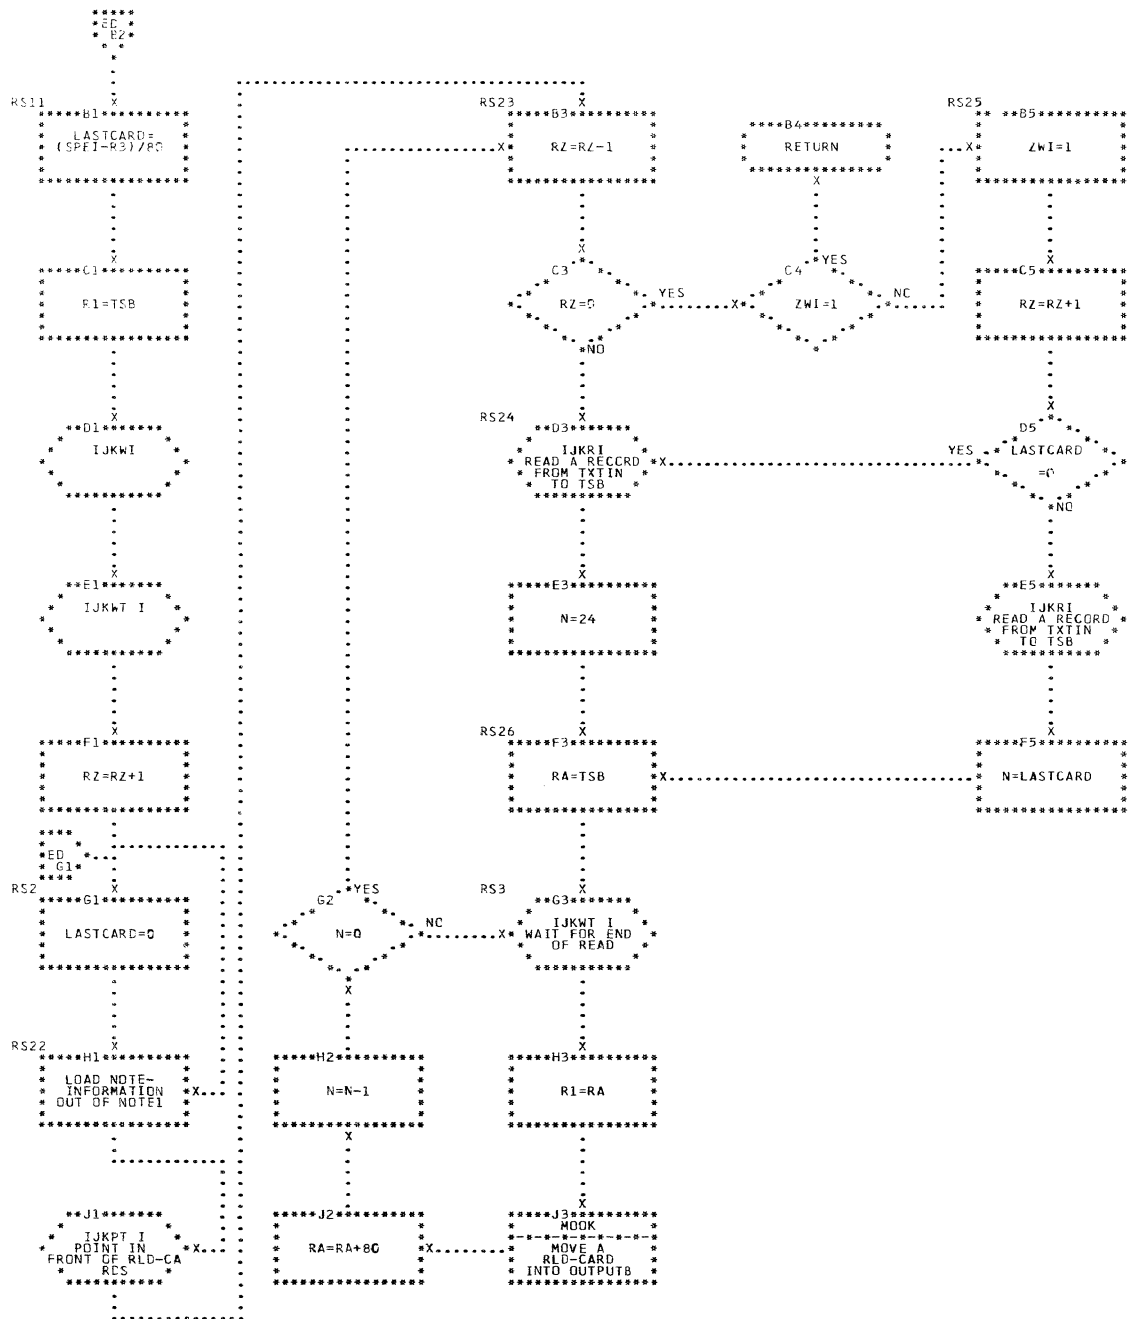 ED
B2
RS11
B1
LASTCARD=
(SPEI-R3)/80
RS23
B3
RZ=RZ-1
B4
RETURN
RS25
B5
ZWI=1
C1
R1=TSB
C3
RZ=0
YES
NO
C4
ZWI=1
YES
NC
C5
RZ=RZ+1
D1
IJKWI
RS24
D3
IJKRI
READ A RECCRD
FROM TXTIN
TO TSB
D5
LASTCARD
=0
YES
NO
E1
IJKWT I
E3
N=24
E5
IJKRI
READ A RECORD
FROM TXTIN
TO TSB
F1
RZ=RZ+1
RS26
F3
RA=TSB
F5
N=LASTCARD
ED
G1
RS2
G1
LASTCARD=0
G2
N=0
YES
NC
RS3
G3
IJKWT I
WAIT FOR END
OF READ
RS22
H1
LOAD NOTE-
INFORMATION
OUT OF NOTE1
H2
N=N-1
H3
R1=RA
J1
IJKPT I
POINT IN
FRONT OF RLD-CA
RDS
J2
RA=RA+80
J3
MOOK
MOVE A
RLD-CARD
INTO OUTPUTB